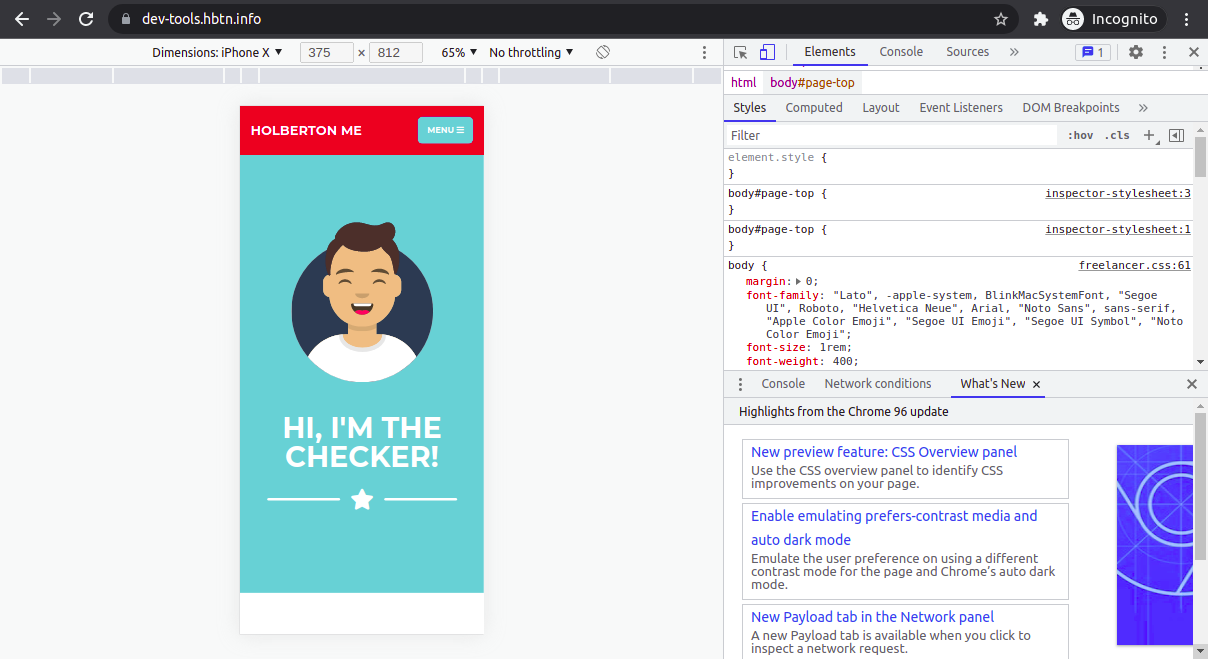 dev-tools.hbtn.info
Incognito
Dimensions: iPhone X ▼ 375 × 812 65% ▼ No throttling ▼
Elements Console Sources » 1
html body#page-top
Styles Computed Layout Event Listeners DOM Breakpoints »
Filter :hov .cls +
element.style {
}
body#page-top { inspector-stylesheet:3
}
body#page-top { inspector-stylesheet:1
}
body { freelancer.css:61
margin: ▶ 0;
font-family: "Lato", -apple-system, BlinkMacSystemFont, "Segoe
UI", Roboto, "Helvetica Neue", Arial, "Noto Sans", sans-serif,
"Apple Color Emoji", "Segoe UI Emoji", "Segoe UI Symbol", "Noto
Color Emoji";
font-size: 1rem;
font-weight: 400;
HOLBERTON ME
MENU ☰
HI, I'M THE
CHECKER!
Console Network conditions What's New ×
Highlights from the Chrome 96 update
New preview feature: CSS Overview panel
Use the CSS overview panel to identify CSS
improvements on your page.
Enable emulating prefers-contrast media and
auto dark mode
Emulate the user preference on using a different
contrast mode for the page and Chrome's auto dark
mode.
New Payload tab in the Network panel
A new Payload tab is available when you click to
inspect a network request.